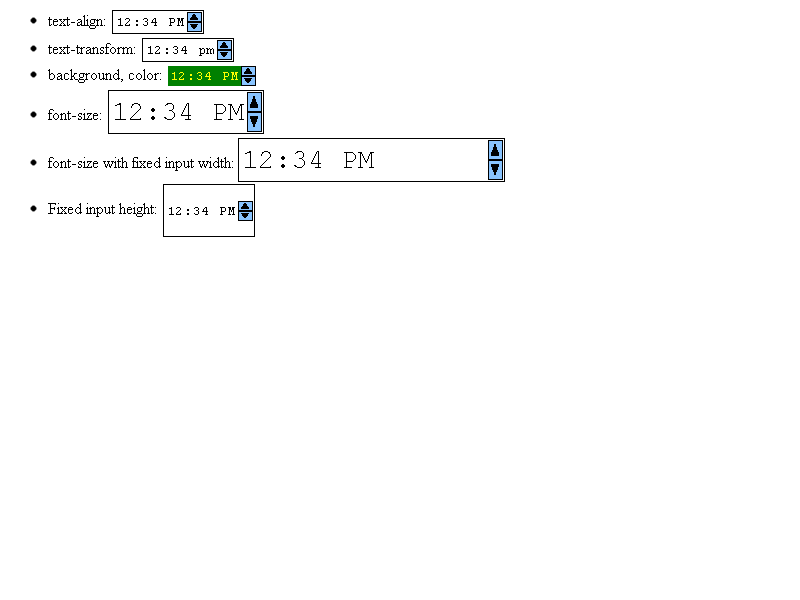 text-align: 12:34 PM
text-transform: 12:34 pm
background, color: 12:34 PM
font-size: 12:34 PM
font-size with fixed input width: 12:34 PM
Fixed input height: 12:34 PM